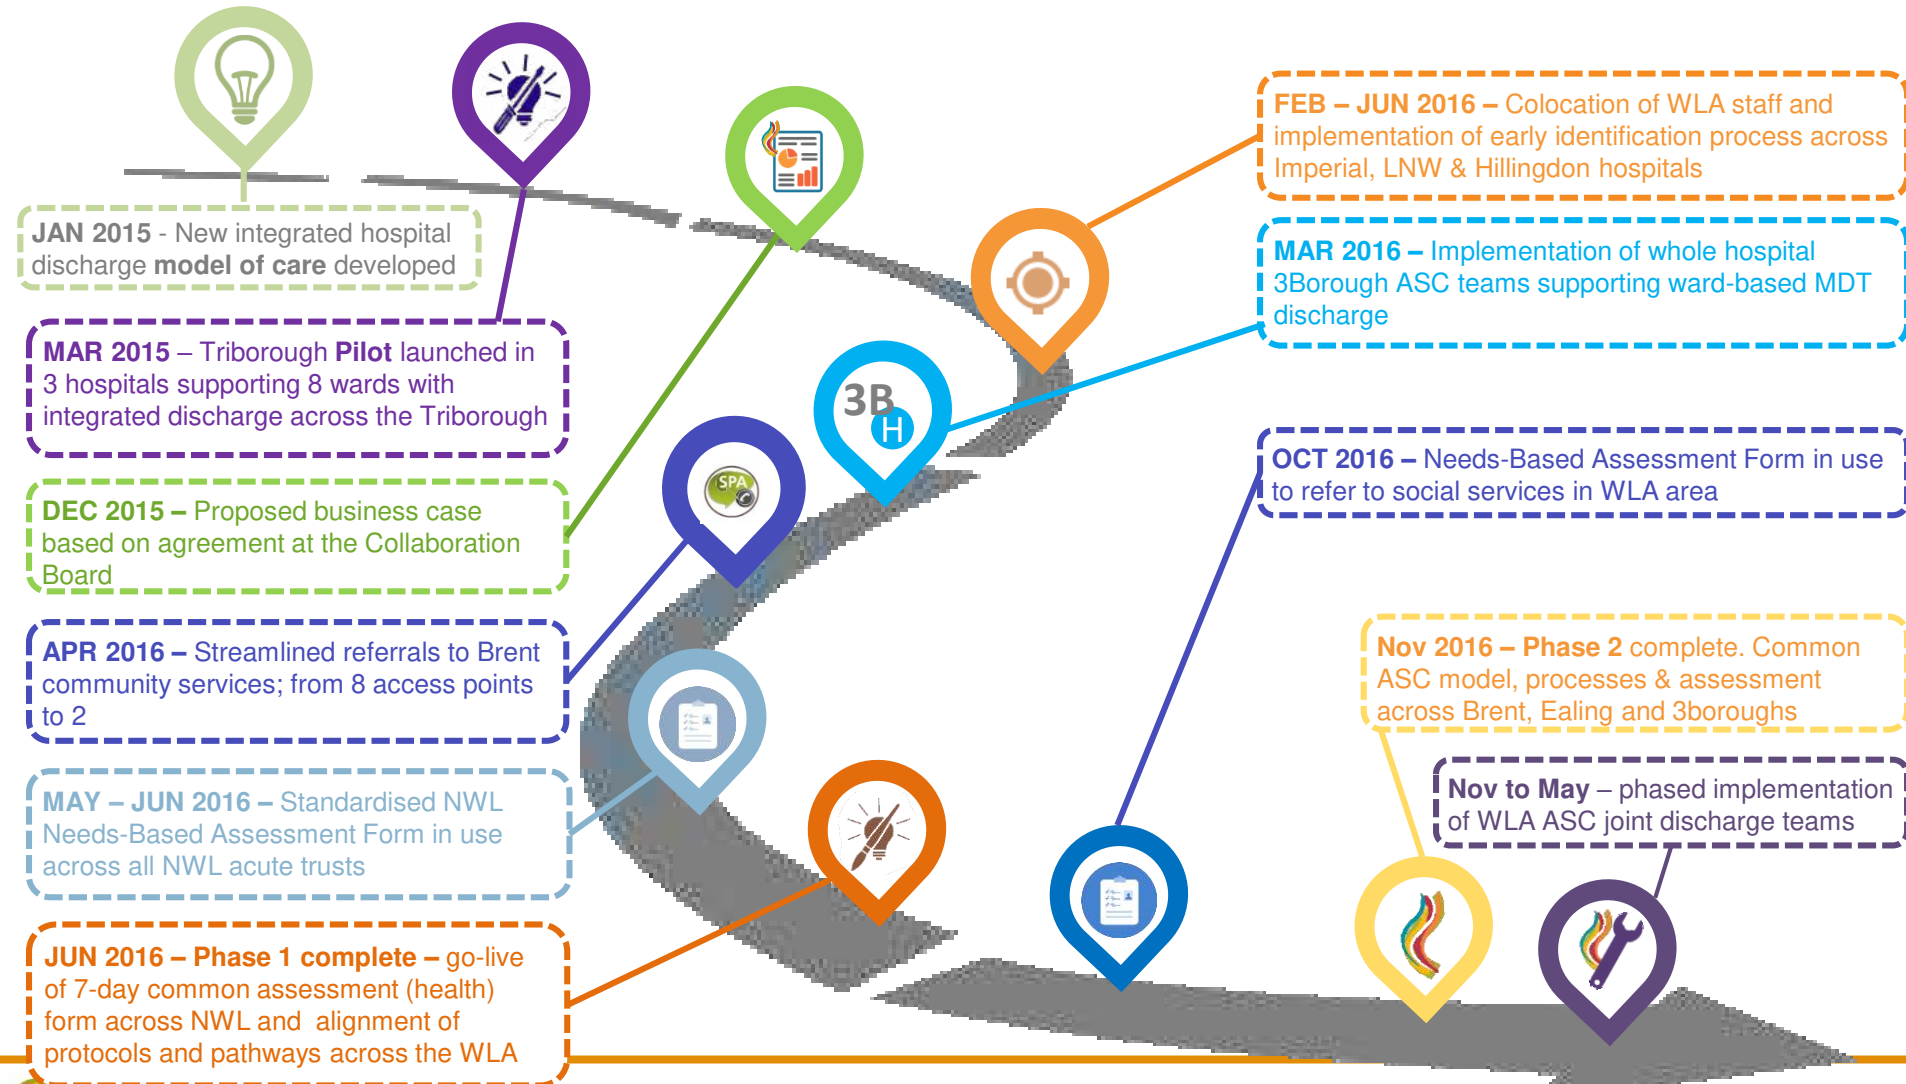 JAN 2015 - New integrated hospital
discharge model of care developed
MAR 2015 – Triborough Pilot launched in
3 hospitals supporting 8 wards with
integrated discharge across the Triborough
DEC 2015 – Proposed business case
based on agreement at the Collaboration
Board
APR 2016 – Streamlined referrals to Brent
community services; from 8 access points
to 2
MAY – JUN 2016 – Standardised NWL
Needs-Based Assessment Form in use
across all NWL acute trusts
JUN 2016 – Phase 1 complete – go-live
of 7-day common assessment (health)
form across NWL and alignment of
protocols and pathways across the WLA
3B
H
SPA
FEB – JUN 2016 – Colocation of WLA staff and
implementation of early identification process across
Imperial, LNW & Hillingdon hospitals
MAR 2016 – Implementation of whole hospital
3Borough ASC teams supporting ward-based MDT
discharge
OCT 2016 – Needs-Based Assessment Form in use
to refer to social services in WLA area
Nov 2016 – Phase 2 complete. Common
ASC model, processes & assessment
across Brent, Ealing and 3boroughs
Nov to May – phased implementation
of WLA ASC joint discharge teams